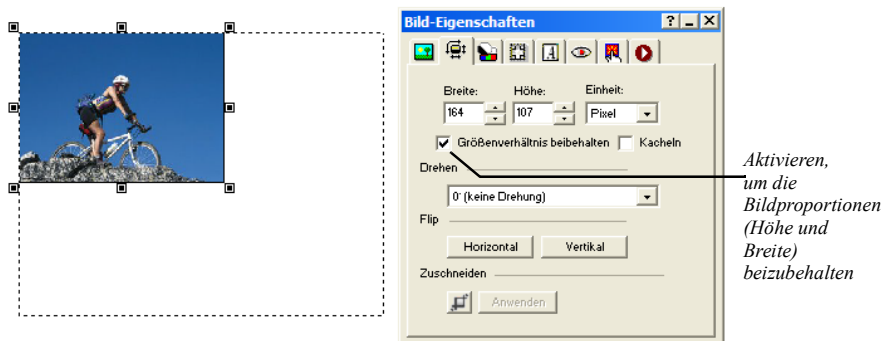 Bild-Eigenschaften
Breite: Höhe: Einheit:
164 107 Pixel
Größenverhältnis beibehalten Kacheln
Drehen
0° (keine Drehung)
Flip
Horizontal Vertikal
Zuschneiden
Anwenden
Aktivieren,
um die
Bildproportionen
(Höhe und
Breite)
beizubehalten